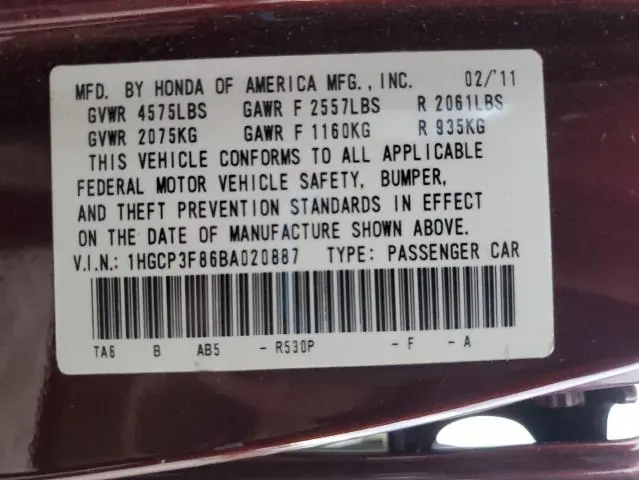 MFD. BY HONDA OF AMERICA MFG., INC. 02/'11
GVWR 4575LBS GAWR F 2557LBS R 2061LBS
GVWR 2075KG GAWR F 1160KG R 935KG
THIS VEHICLE CONFORMS TO ALL APPLICABLE
FEDERAL MOTOR VEHICLE SAFETY, BUMPER,
AND THEFT PREVENTION STANDARDS IN EFFECT
ON THE DATE OF MANUFACTURE SHOWN ABOVE.
V.I.N.: 1HGCP3F86BA020887 TYPE: PASSENGER CAR
TA6 B AB5 - R530P - F - A